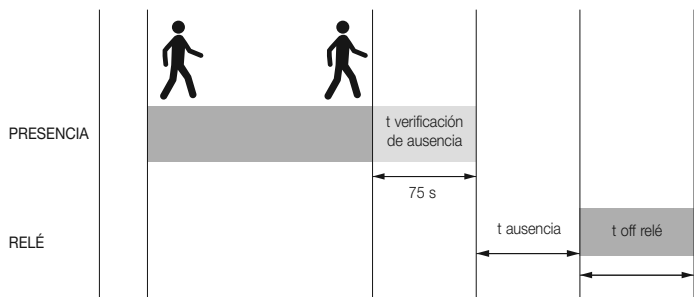 PRESENCIA
t verificación
de ausencia
75 s
RELÉ
t ausencia
t off relé